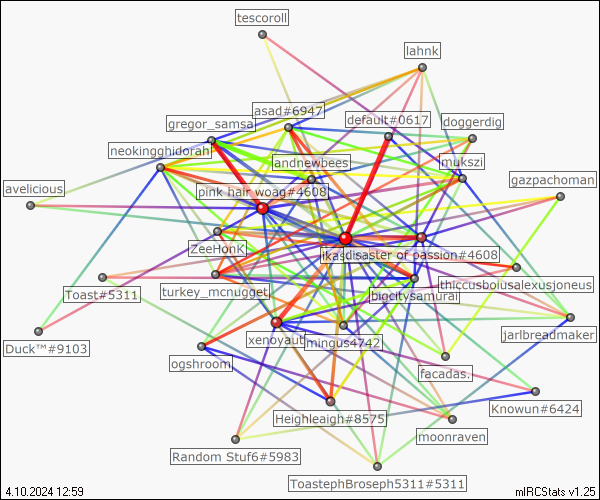 tescoroll
lahnk
asad#6947
gregor_samsa
default#0617
doggerdig
neokingghidorah
andnewbees
mukszi
avelicious
pink hair woag#4608
gazpachoman
ZeeHonK
disaster of passion#4608
Toast#5311
turkey_mcnugget
bigcitysamurai
thiccusboiusalexusjoneus
xenoyaut
mingus4742
jarlbreadmaker
Duck™#9103
ogshroom
facadas.
Heighleaigh#8575
Knowun#6424
moonraven
Random Stuf6#5983
ToastephBroseph5311#5311
4.10.2024 12:59
mIRCStats v1.25